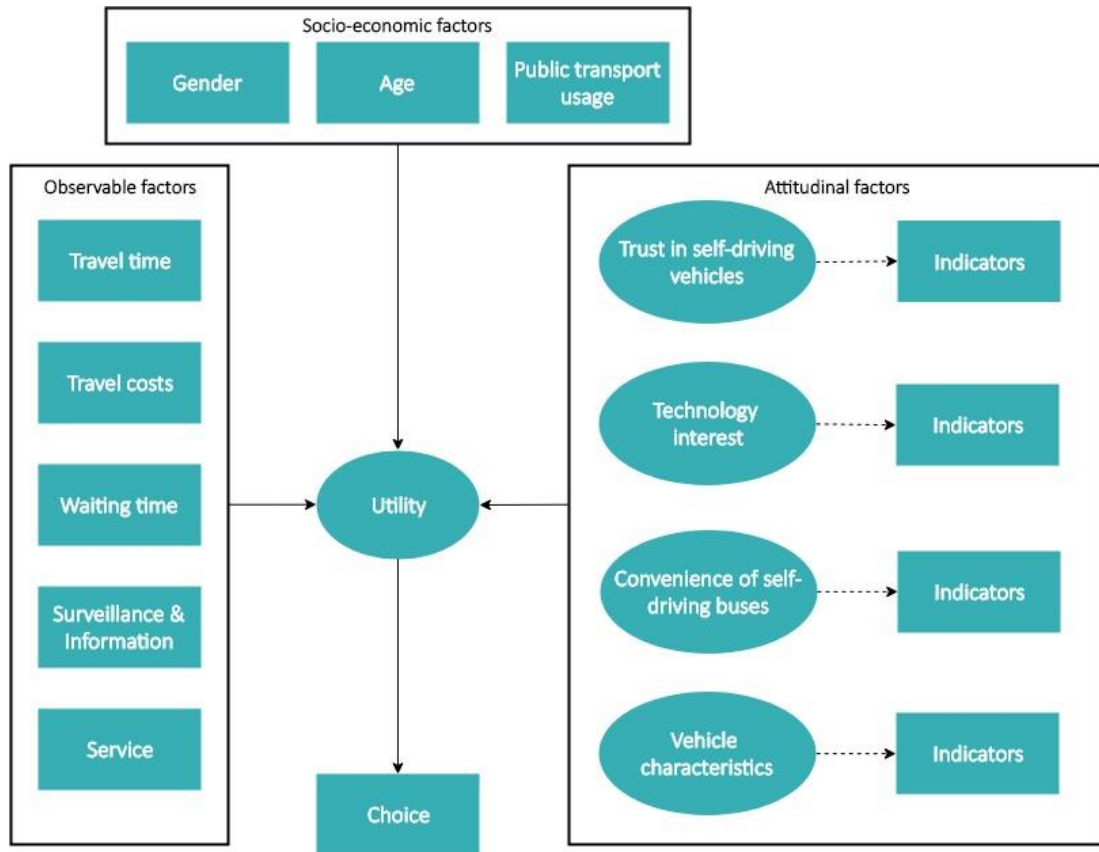 Socio-economic factors
Gender
Age
Public transport
usage
Observable factors
Travel time
Travel costs
Waiting time
Surveillance &
Information
Service
Utility
Choice
Attitudinal factors
Trust in self-driving
vehicles
Indicators
Technology
interest
Indicators
Convenience of self-
driving buses
Indicators
Vehicle
characteristics
Indicators